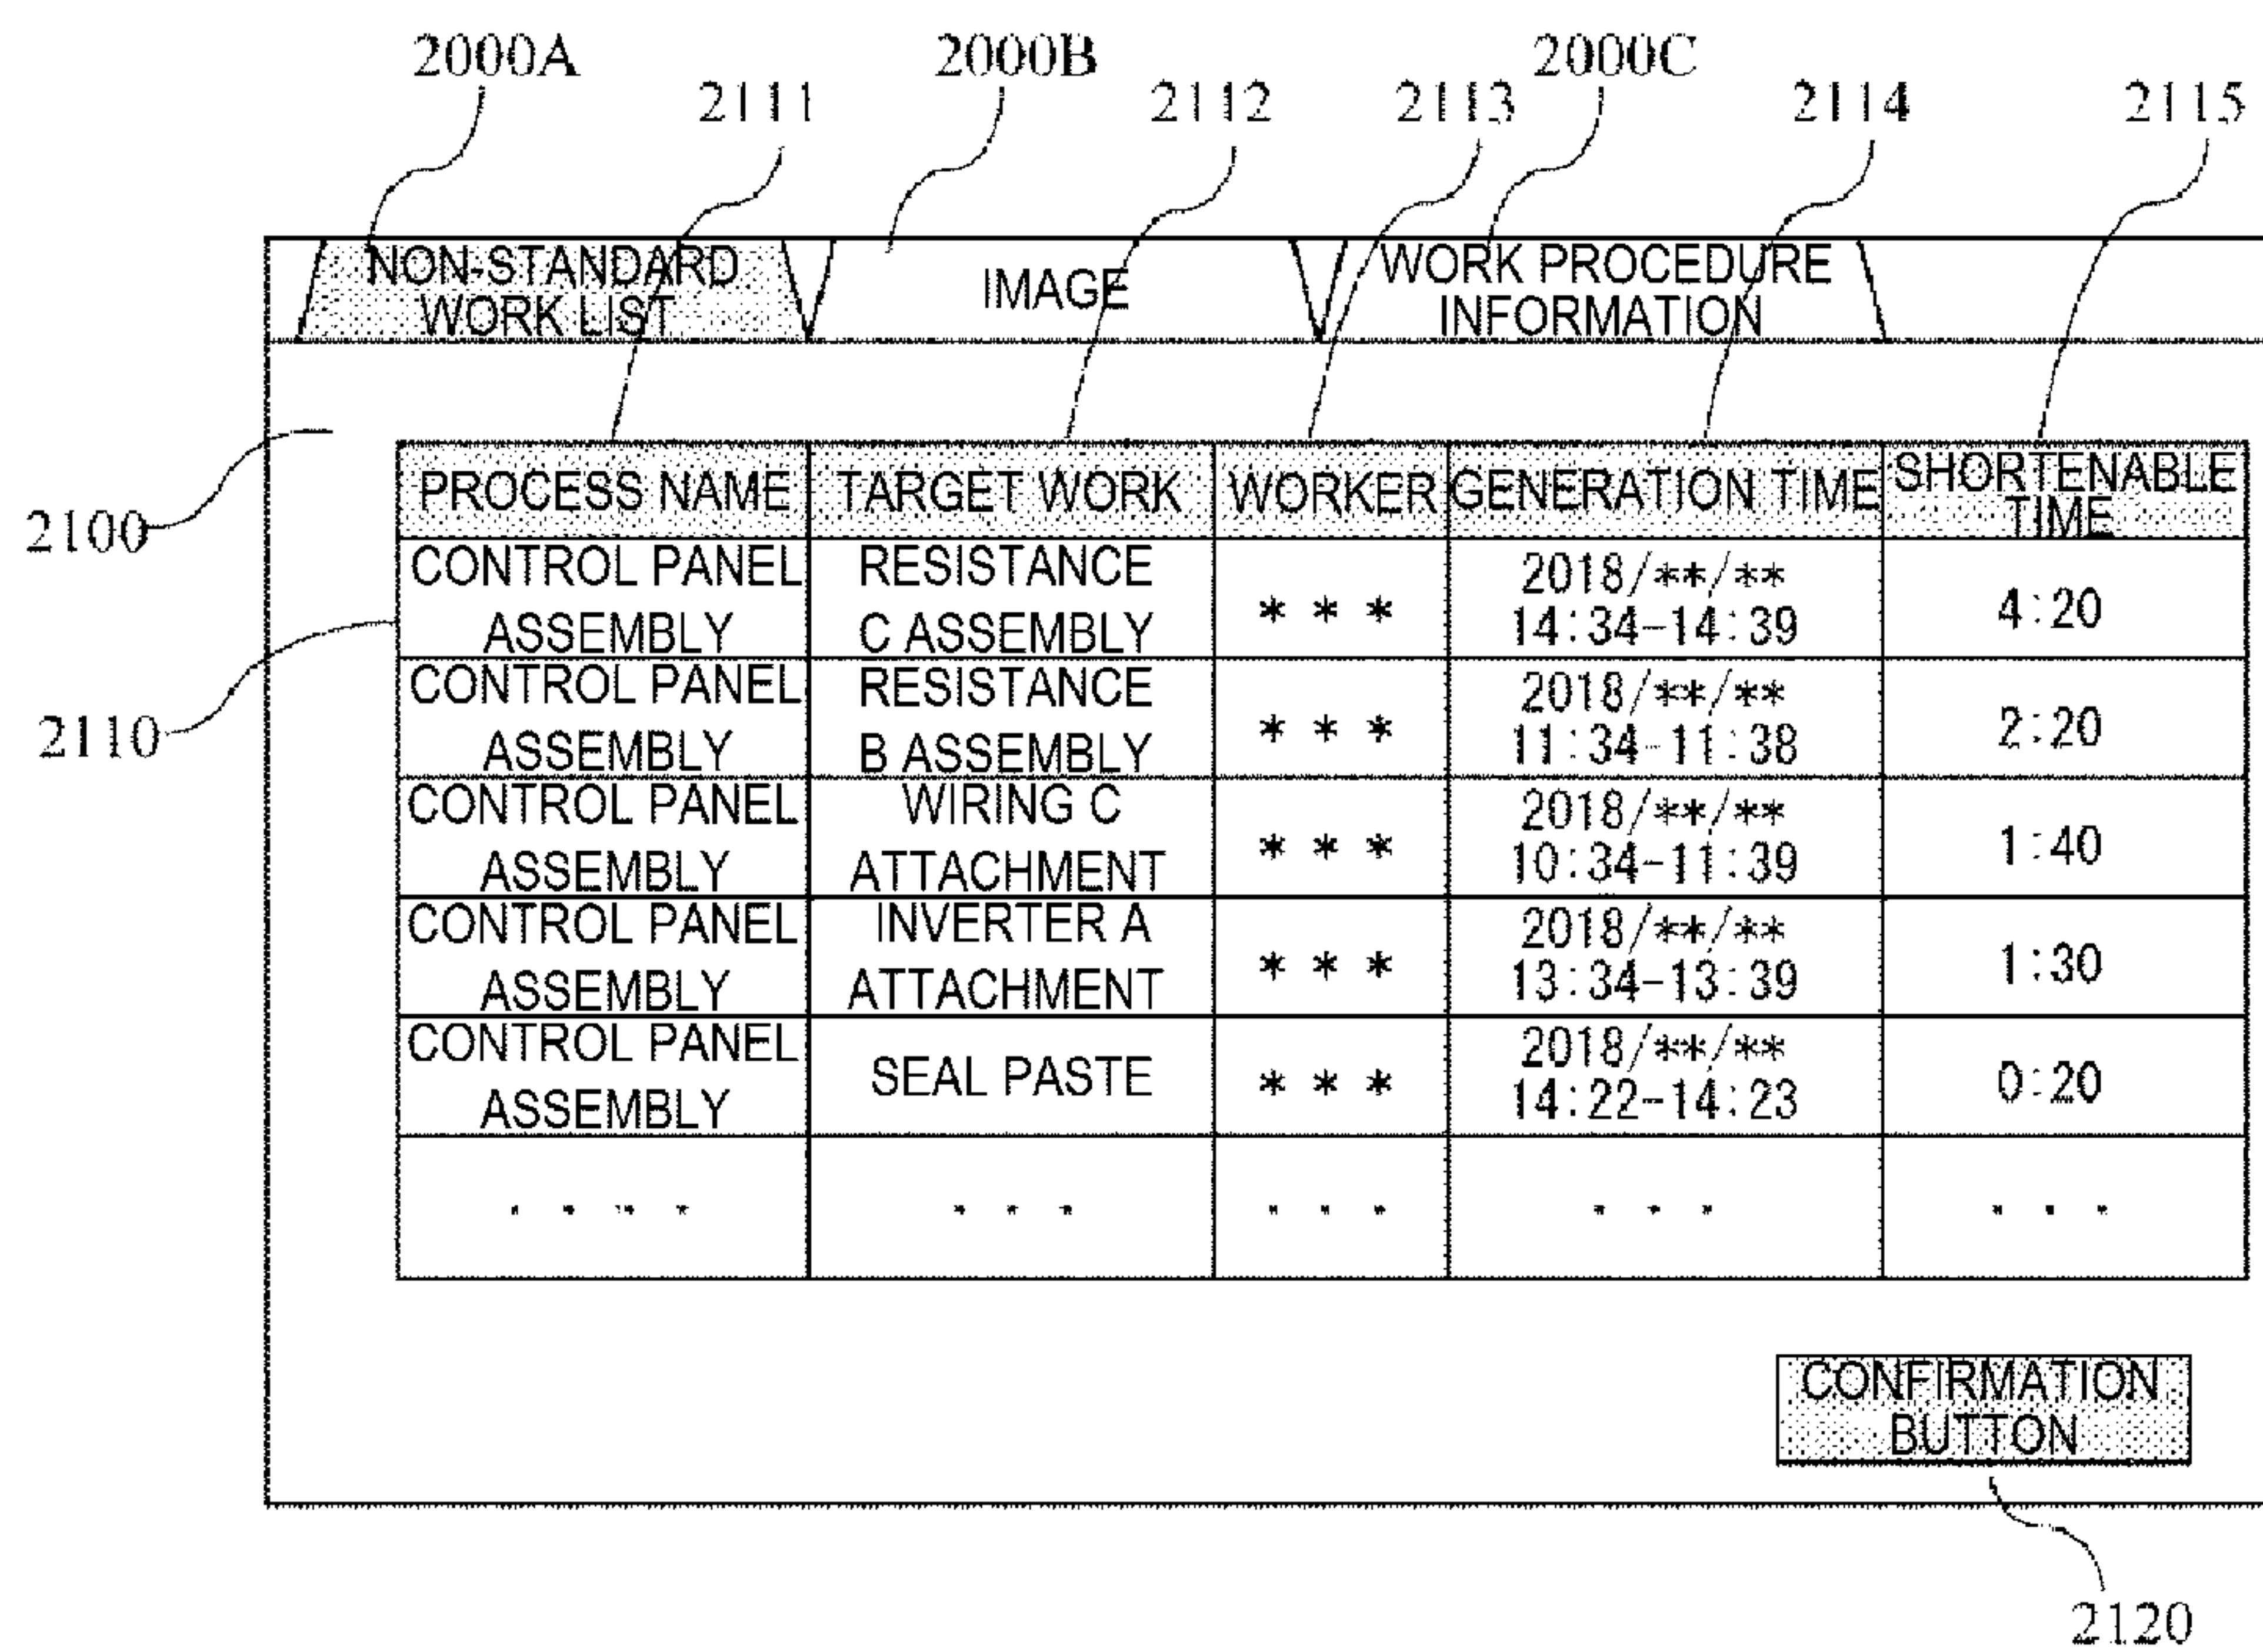 2000A 2000B 2000C
2111 2112 2113 2114 2115
NON-STANDARD
WORK LIST
IMAGE
WORK PROCEDURE
INFORMATION
2100
2110
PROCESS NAME TARGET WORK WORKER GENERATION TIME SHORTENABLE
TIME
CONTROL PANEL
ASSEMBLY
RESISTANCE
C ASSEMBLY
* * *
2018/**/**
14:34-14:39
4:20
CONTROL PANEL
ASSEMBLY
RESISTANCE
B ASSEMBLY
* * *
2018/**/**
11:34-11:38
2:20
CONTROL PANEL
ASSEMBLY
WIRING C
ATTACHMENT
* * *
2018/**/**
10:34-11:39
1:40
CONTROL PANEL
ASSEMBLY
INVERTER A
ATTACHMENT
* * *
2018/**/**
13:34-13:39
1:30
CONTROL PANEL
ASSEMBLY
SEAL PASTE
* * *
2018/**/**
14:22-14:23
0:20
. . . . . . . . . . . . . . . .
CONFIRMATION
BUTTON
2120